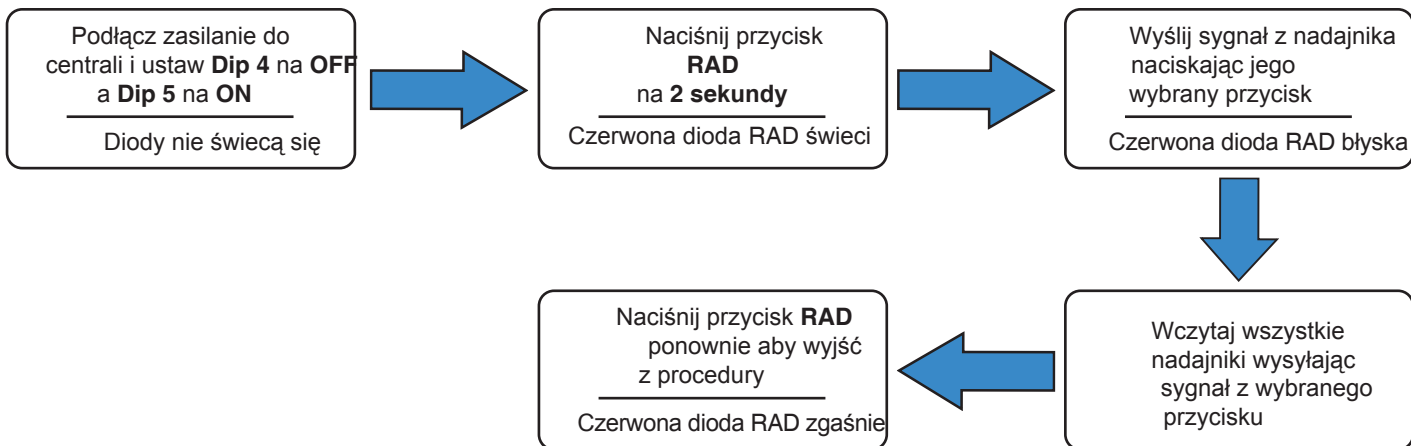 Podłącz zasilanie do
centrali i ustaw Dip 4 na OFF
a Dip 5 na ON
Diody nie świecą się
Naciśnij przycisk
RAD
na 2 sekundy
Czerwona dioda RAD świeci
Wyślij sygnał z nadajnika
naciskając jego
wybrany przycisk
Czerwona dioda RAD błyska
Wczytaj wszystkie
nadajniki wysyłając
sygnał z wybranego
przycisku
Naciśnij przycisk RAD
ponownie aby wyjść
z procedury
Czerwona dioda RAD zgaśnie